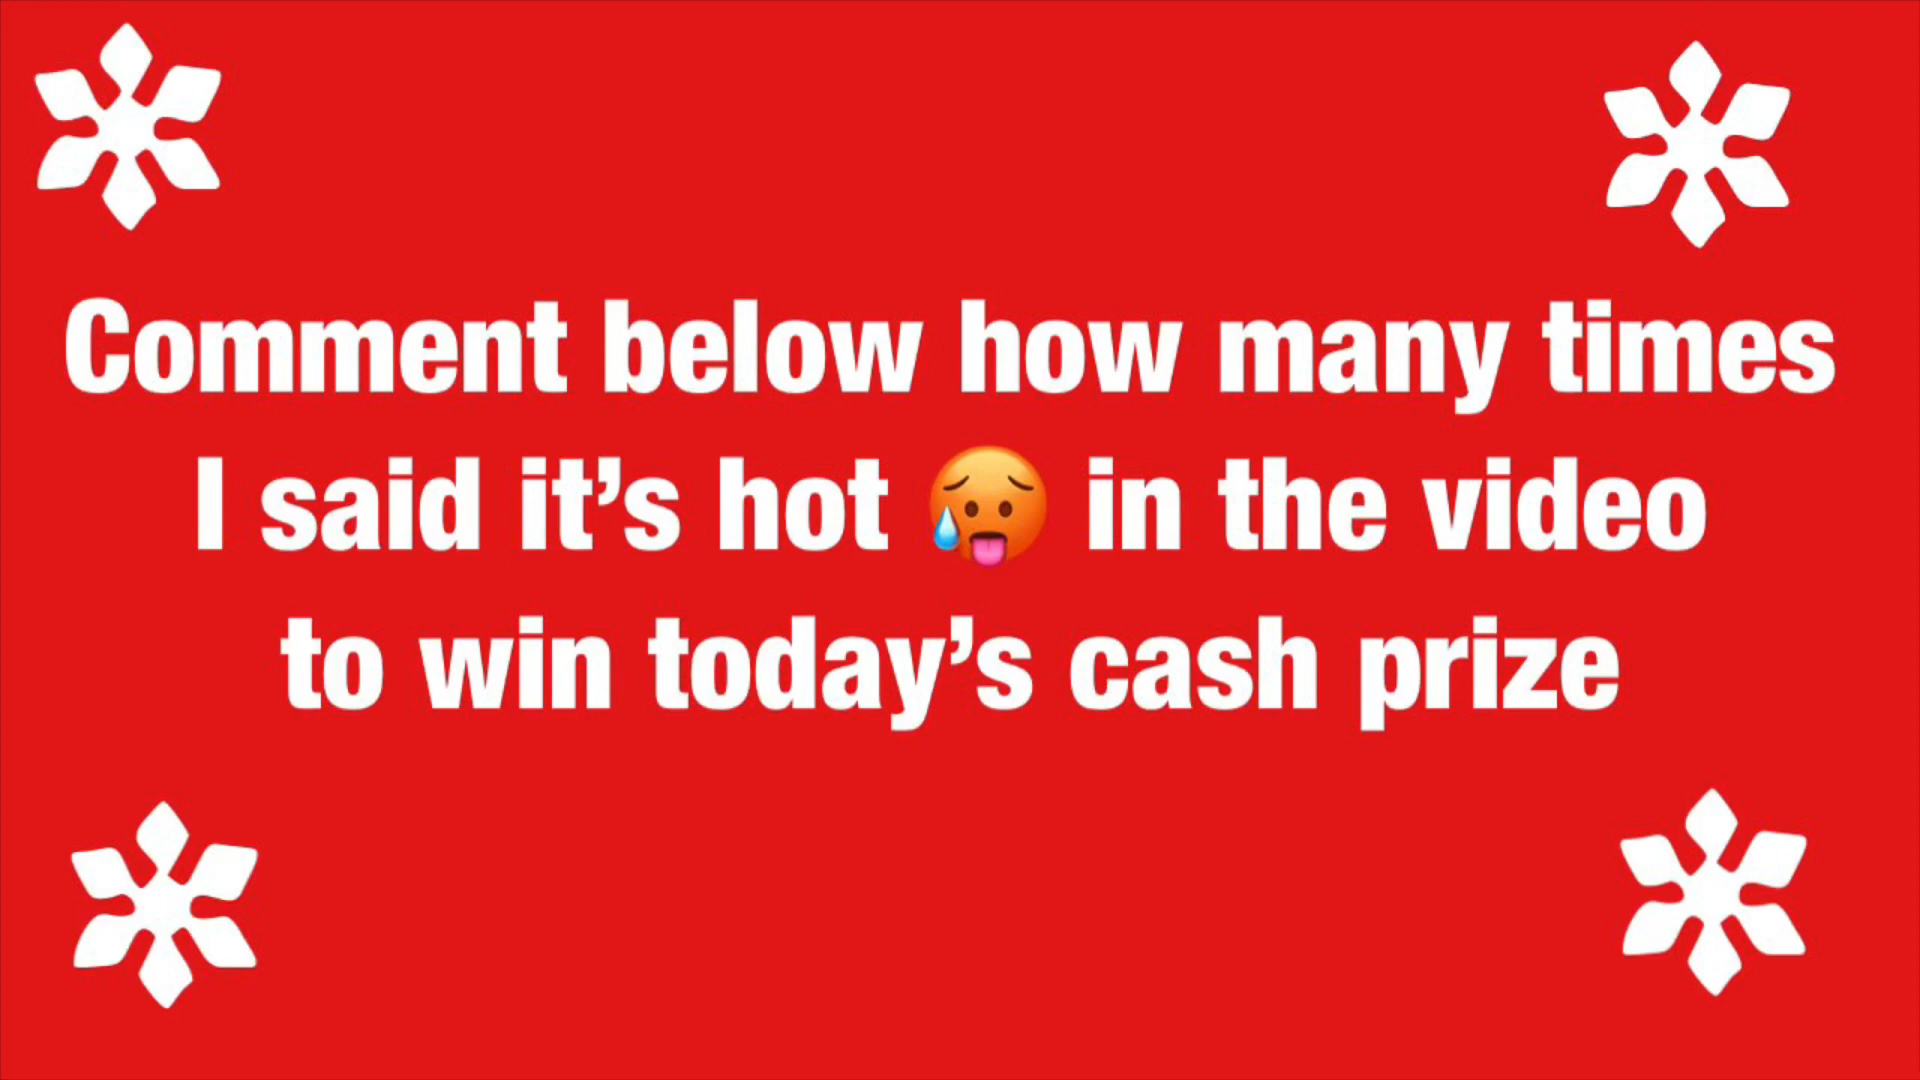 Comment below how many times
I said it’s hot 🥵 in the video
to win today’s cash prize